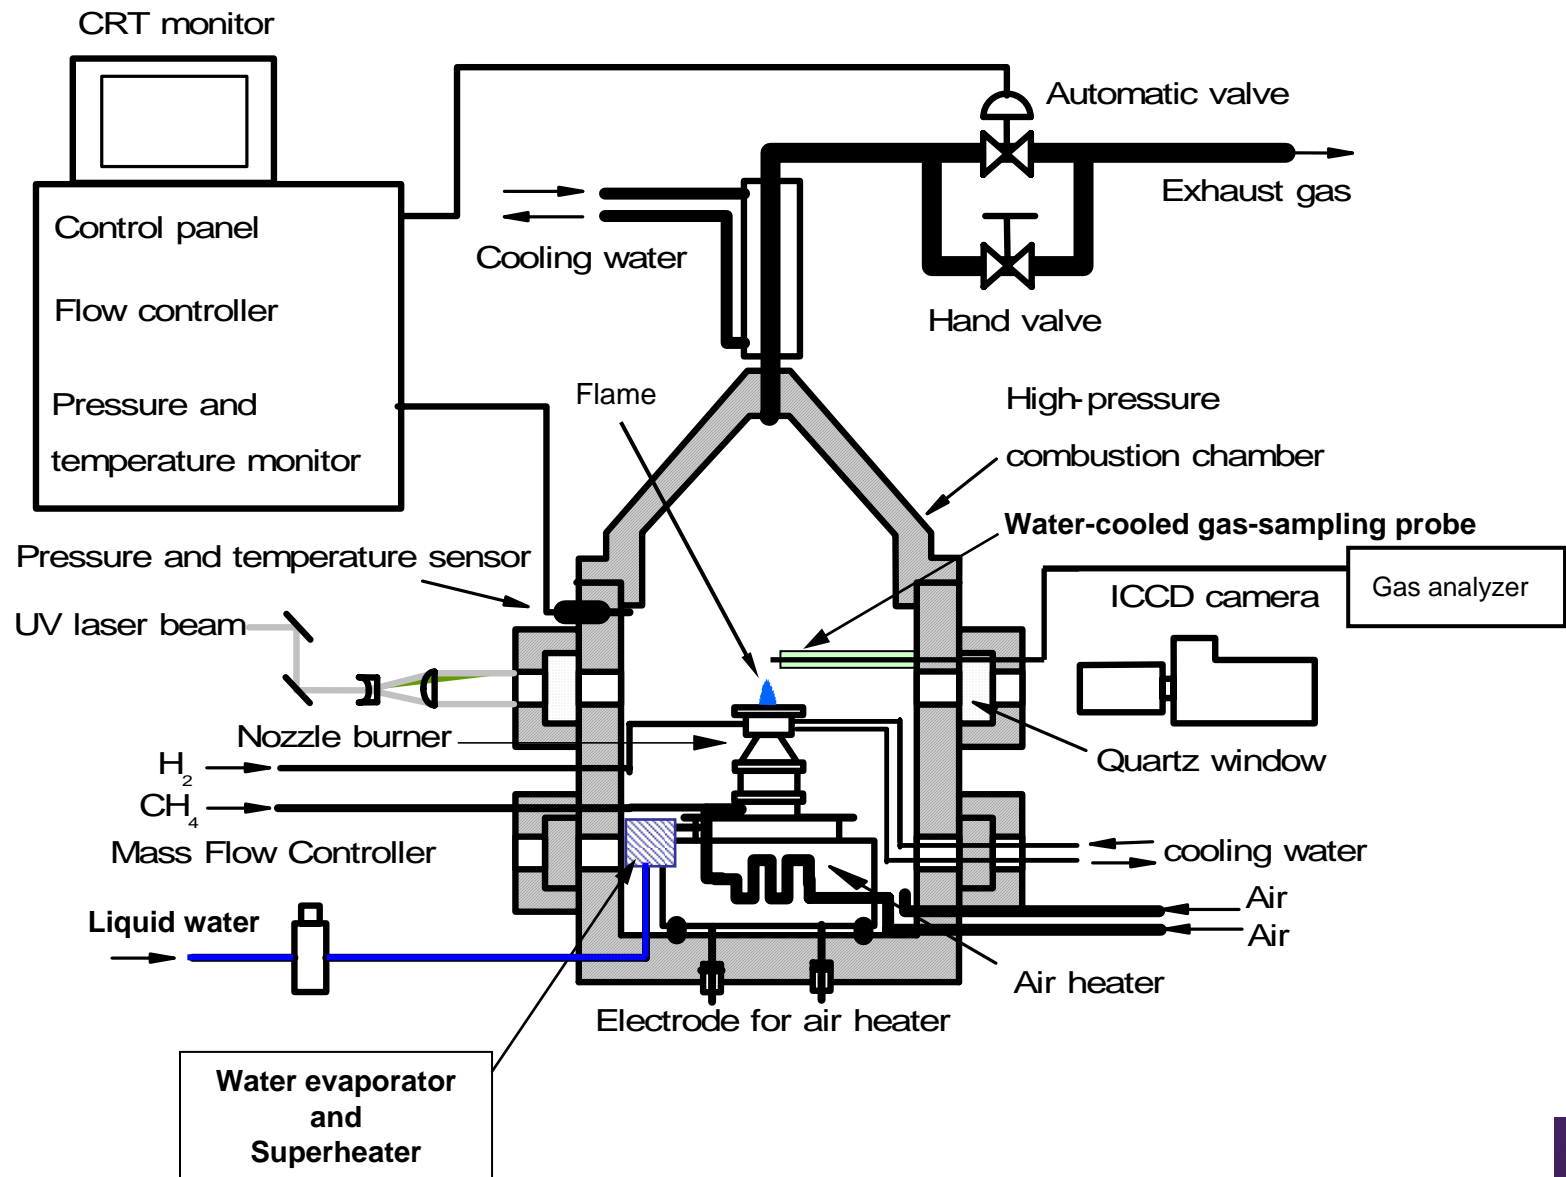 CRT monitor
Automatic valve
Exhaust gas
Control panel
Cooling water
Flow controller
Hand valve
Flame
High-pressure
combustion chamber
Pressure and
temperature monitor
Water-cooled gas-sampling probe
Pressure and temperature sensor
Gas analyzer
ICCD camera
UV laser beam
Nozzle burner
Quartz window
H2
CH4
Mass Flow Controller
cooling water
Air
Air
Liquid water
Air heater
Electrode for air heater
Water evaporator
and
Superheater